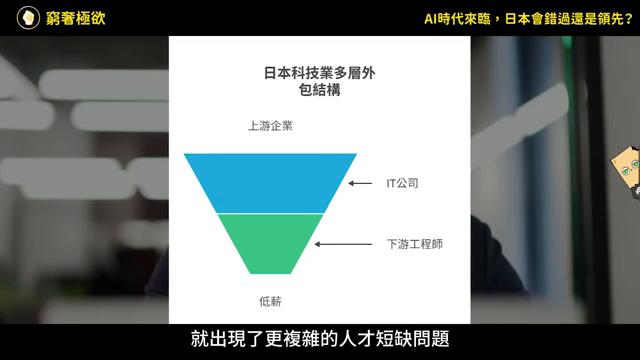 窮奢極欲
AI時代來臨，日本會錯過還是領先?
日本科技業多層外
包結構
上游企業
IT公司
下游工程師
低薪
就出現了更複雜的人才短缺問題